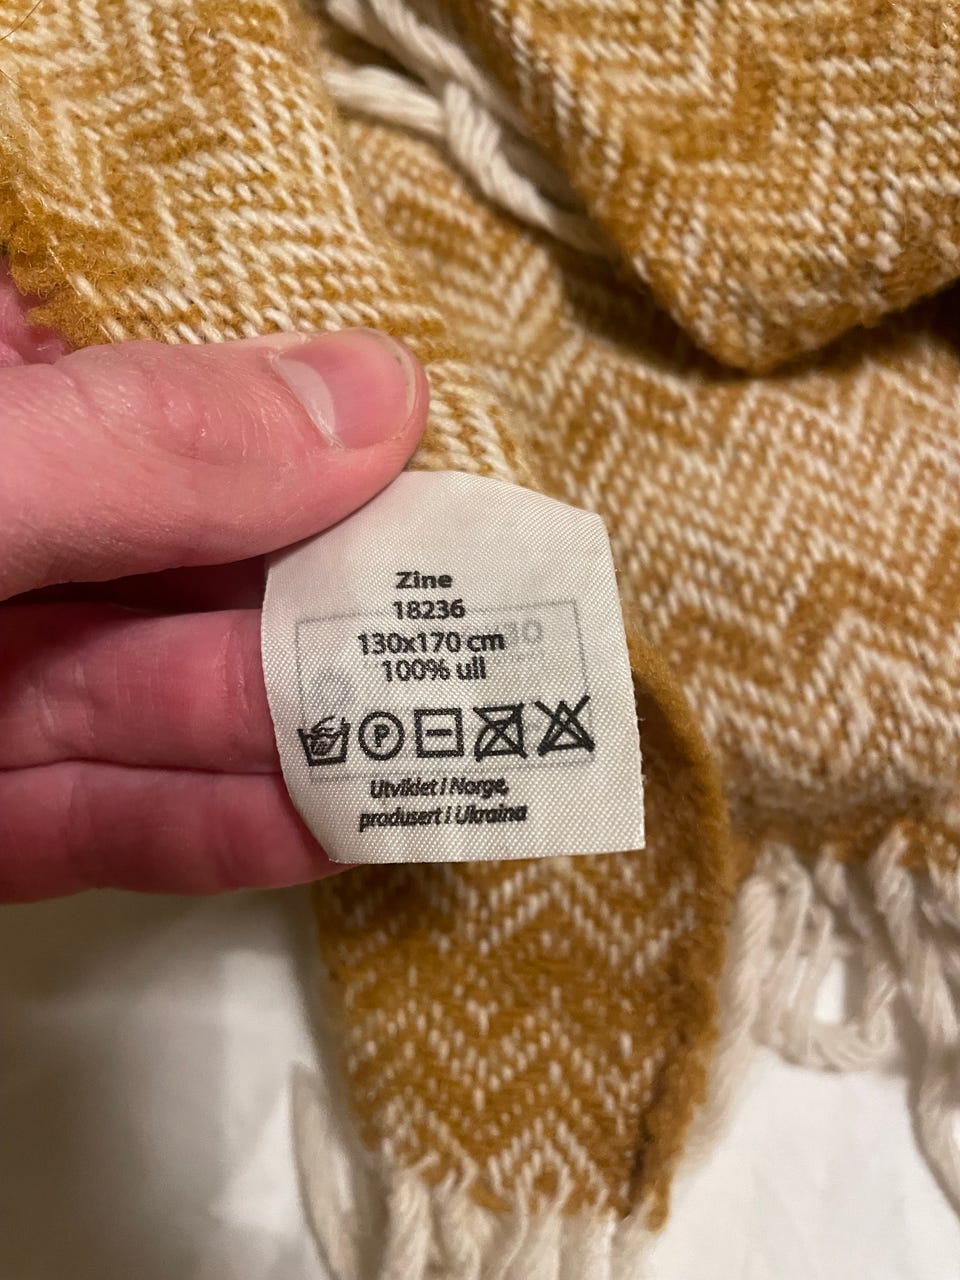 Zine
18236
130x170 cm
100% ull
P
Utviklet i Norge,
produsert i Ukraina